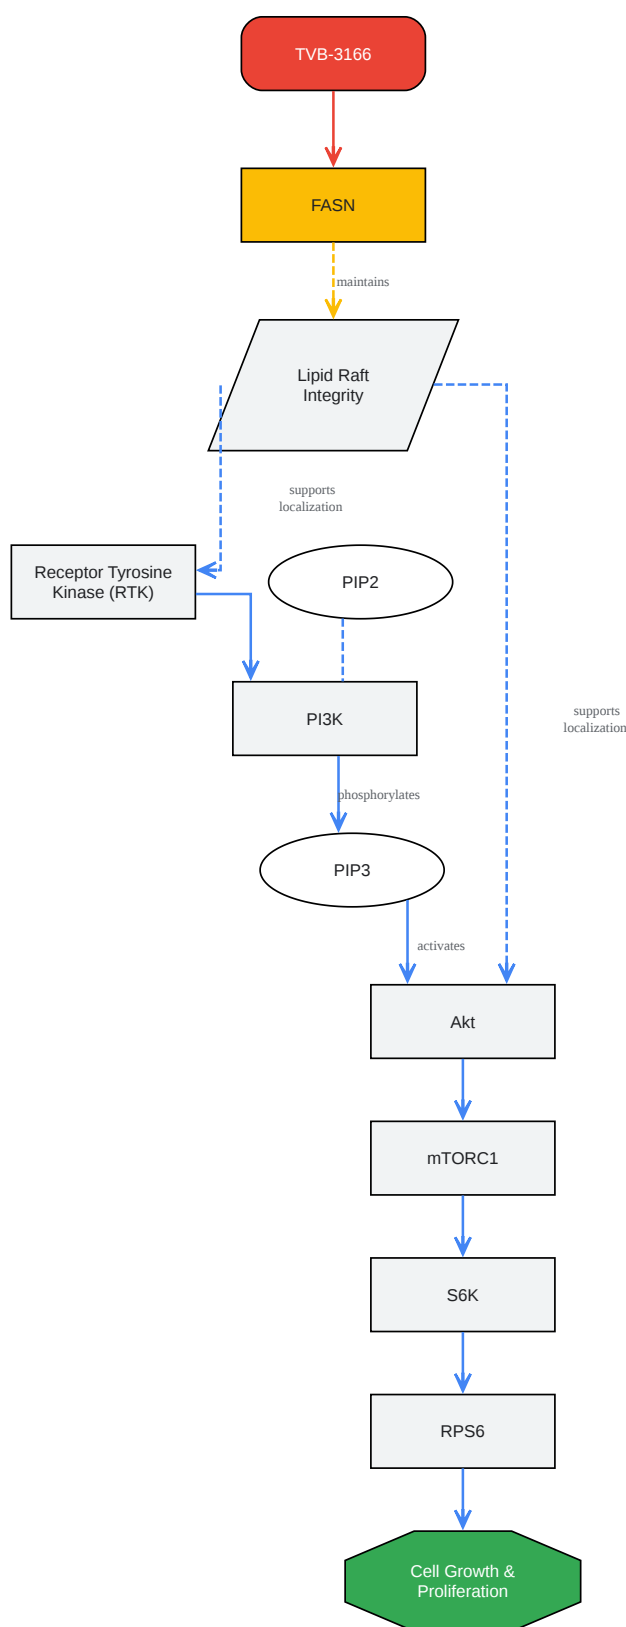 TVB-3166
FASN
maintains
Lipid Raft
Integrity
supports
localization
Receptor Tyrosine
Kinase (RTK)
PIP2
PI3K
supports
localization
phosphorylates
PIP3
activates
Akt
mTORC1
S6K
RPS6
Cell Growth &
Proliferation